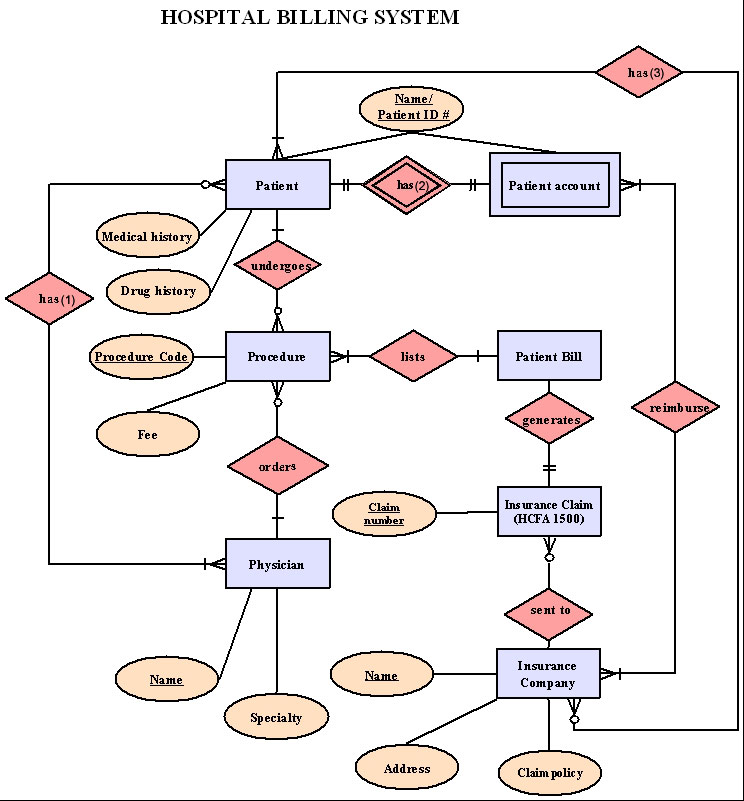 HOSPITAL BILLING SYSTEM
has(3)
Name/
Patient ID #
Patient
has(2)
Patient account
Medical history
undergoes
Drug history
has(1)
Procedure Code
Procedure
lists
Patient Bill
reimburse
generates
Fee
orders
Claim
number
Insurance Claim
(HCFA 1500)
Physician
sent to
Name
Name
Insurance
Company
Specialty
Address
Claim policy